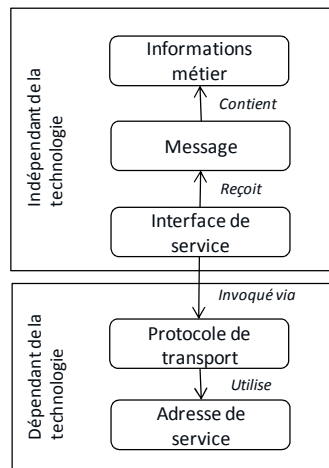 Indépendant de la
technologie
Informations
métier
Contient
Message
Reçoit
Interface de
service
Invoqué via
Dépendant de la
technologie
Protocole de
transport
Utilise
Adresse de
service